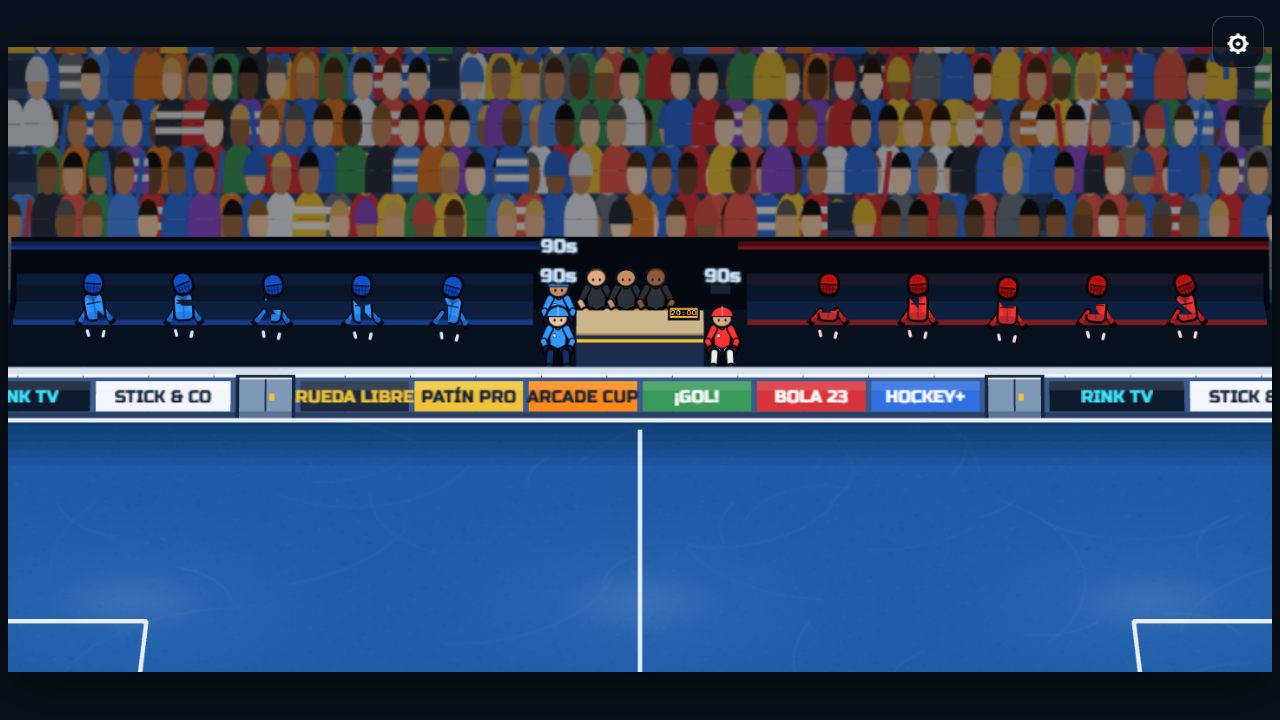 90s
90s
90s
20:00
NK TV
STICK & CO
RUEDA LIBRE
PATÍN PRO
ARCADE CUP
¡GOL!
BOLA 23
HOCKEY+
RINK TV
STICK &